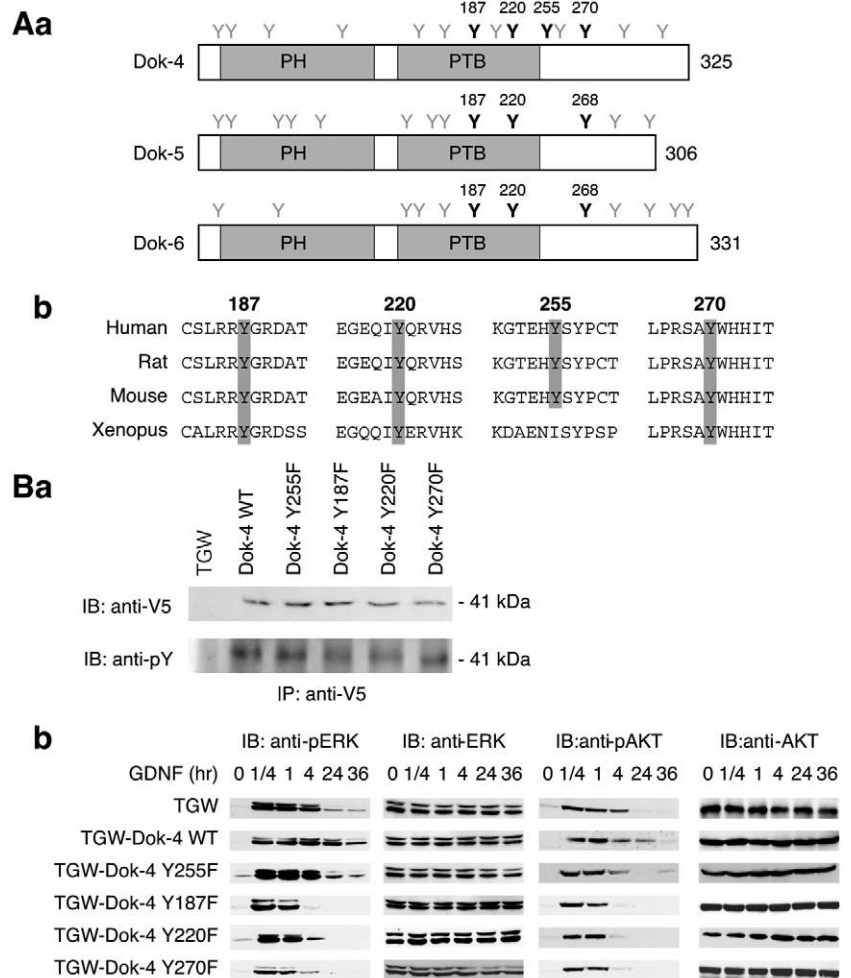 Aa
187 220 255 270
YY Y Y Y Y Y Y Y Y Y Y Y Y
Dok-4 PH PTB 325
187 220 268
YY YY Y Y YY Y Y Y Y Y
Dok-5 PH PTB 306
187 220 268
Y Y YY Y Y Y Y Y Y YY
Dok-6 PH PTB 331
b
187 220 255 270
Human CSLRRYGRDAT EGEQIYQRVHS KGTEHYSYPCT LPRSAYWHHIT
Rat CSLRRYGRDAT EGEQIYQRVHS KGTEHYSYPCT LPRSAYWHHIT
Mouse CSLRRYGRDAT EGEAIYQRVHS KGTEHYSYPCT LPRSAYWHHIT
Xenopus CALRRYGRDSS EGQQIYERVHK KDAENISYPSP LPRSAYWHHIT
Ba
TGW
Dok-4 WT
Dok-4 Y255F
Dok-4 Y187F
Dok-4 Y220F
Dok-4 Y270F
IB: anti-V5 - 41 kDa
IB: anti-pY - 41 kDa
IP: anti-V5
b
IB: anti-pERK IB: anti-ERK IB:anti-pAKT IB:anti-AKT
GDNF (hr) 0 1/4 1 4 24 36 0 1/4 1 4 24 36 0 1/4 1 4 24 36 0 1/4 1 4 24 36
TGW
TGW-Dok-4 WT
TGW-Dok-4 Y255F
TGW-Dok-4 Y187F
TGW-Dok-4 Y220F
TGW-Dok-4 Y270F